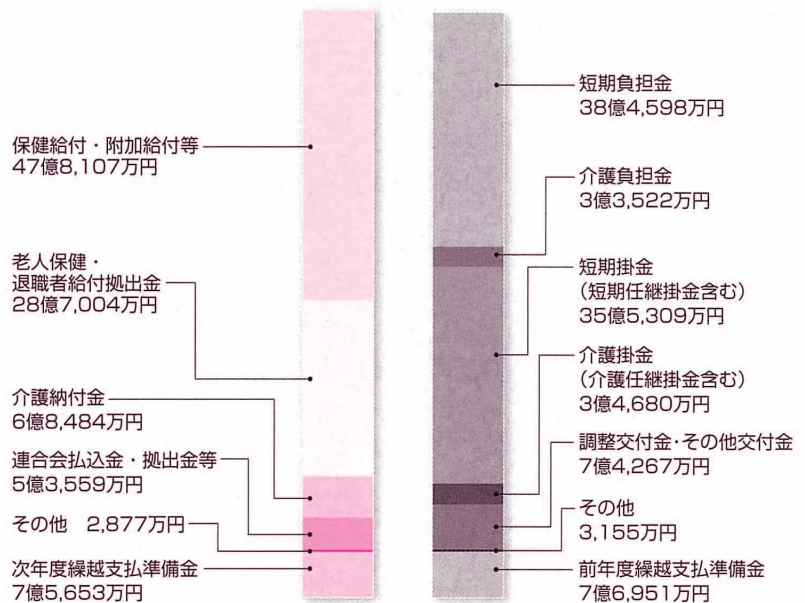 保健給付・附加給付等
47億8,107万円
老人保健・
退職者給付拠出金
28億7,004万円
介護納付金
6億8,484万円
連合会払込金・拠出金等
5億3,559万円
その他 2,877万円
次年度繰越支払準備金
7億5,653万円
短期負担金
38億4,598万円
介護負担金
3億3,522万円
短期掛金
(短期任継掛金含む)
35億5,309万円
介護掛金
(介護任継掛金含む)
3億4,680万円
調整交付金・その他交付金
7億4,267万円
その他
3,155万円
前年度繰越支払準備金
7億6,951万円